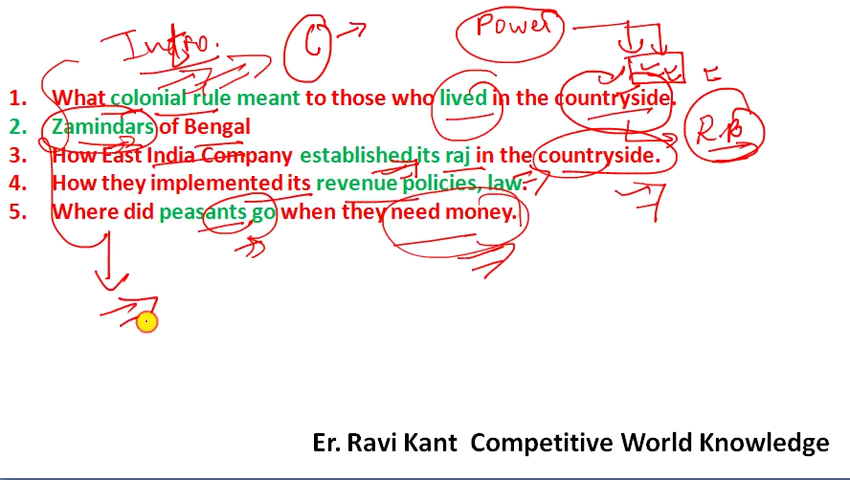 Intro.
C
Power
1. What colonial rule meant to those who lived in the countryside.
2. Zamindars of Bengal
R.B
3. How East India Company established its raj in the countryside.
4. How they implemented its revenue policies, law.
5. Where did peasants go when they need money.
Er. Ravi Kant Competitive World Knowledge